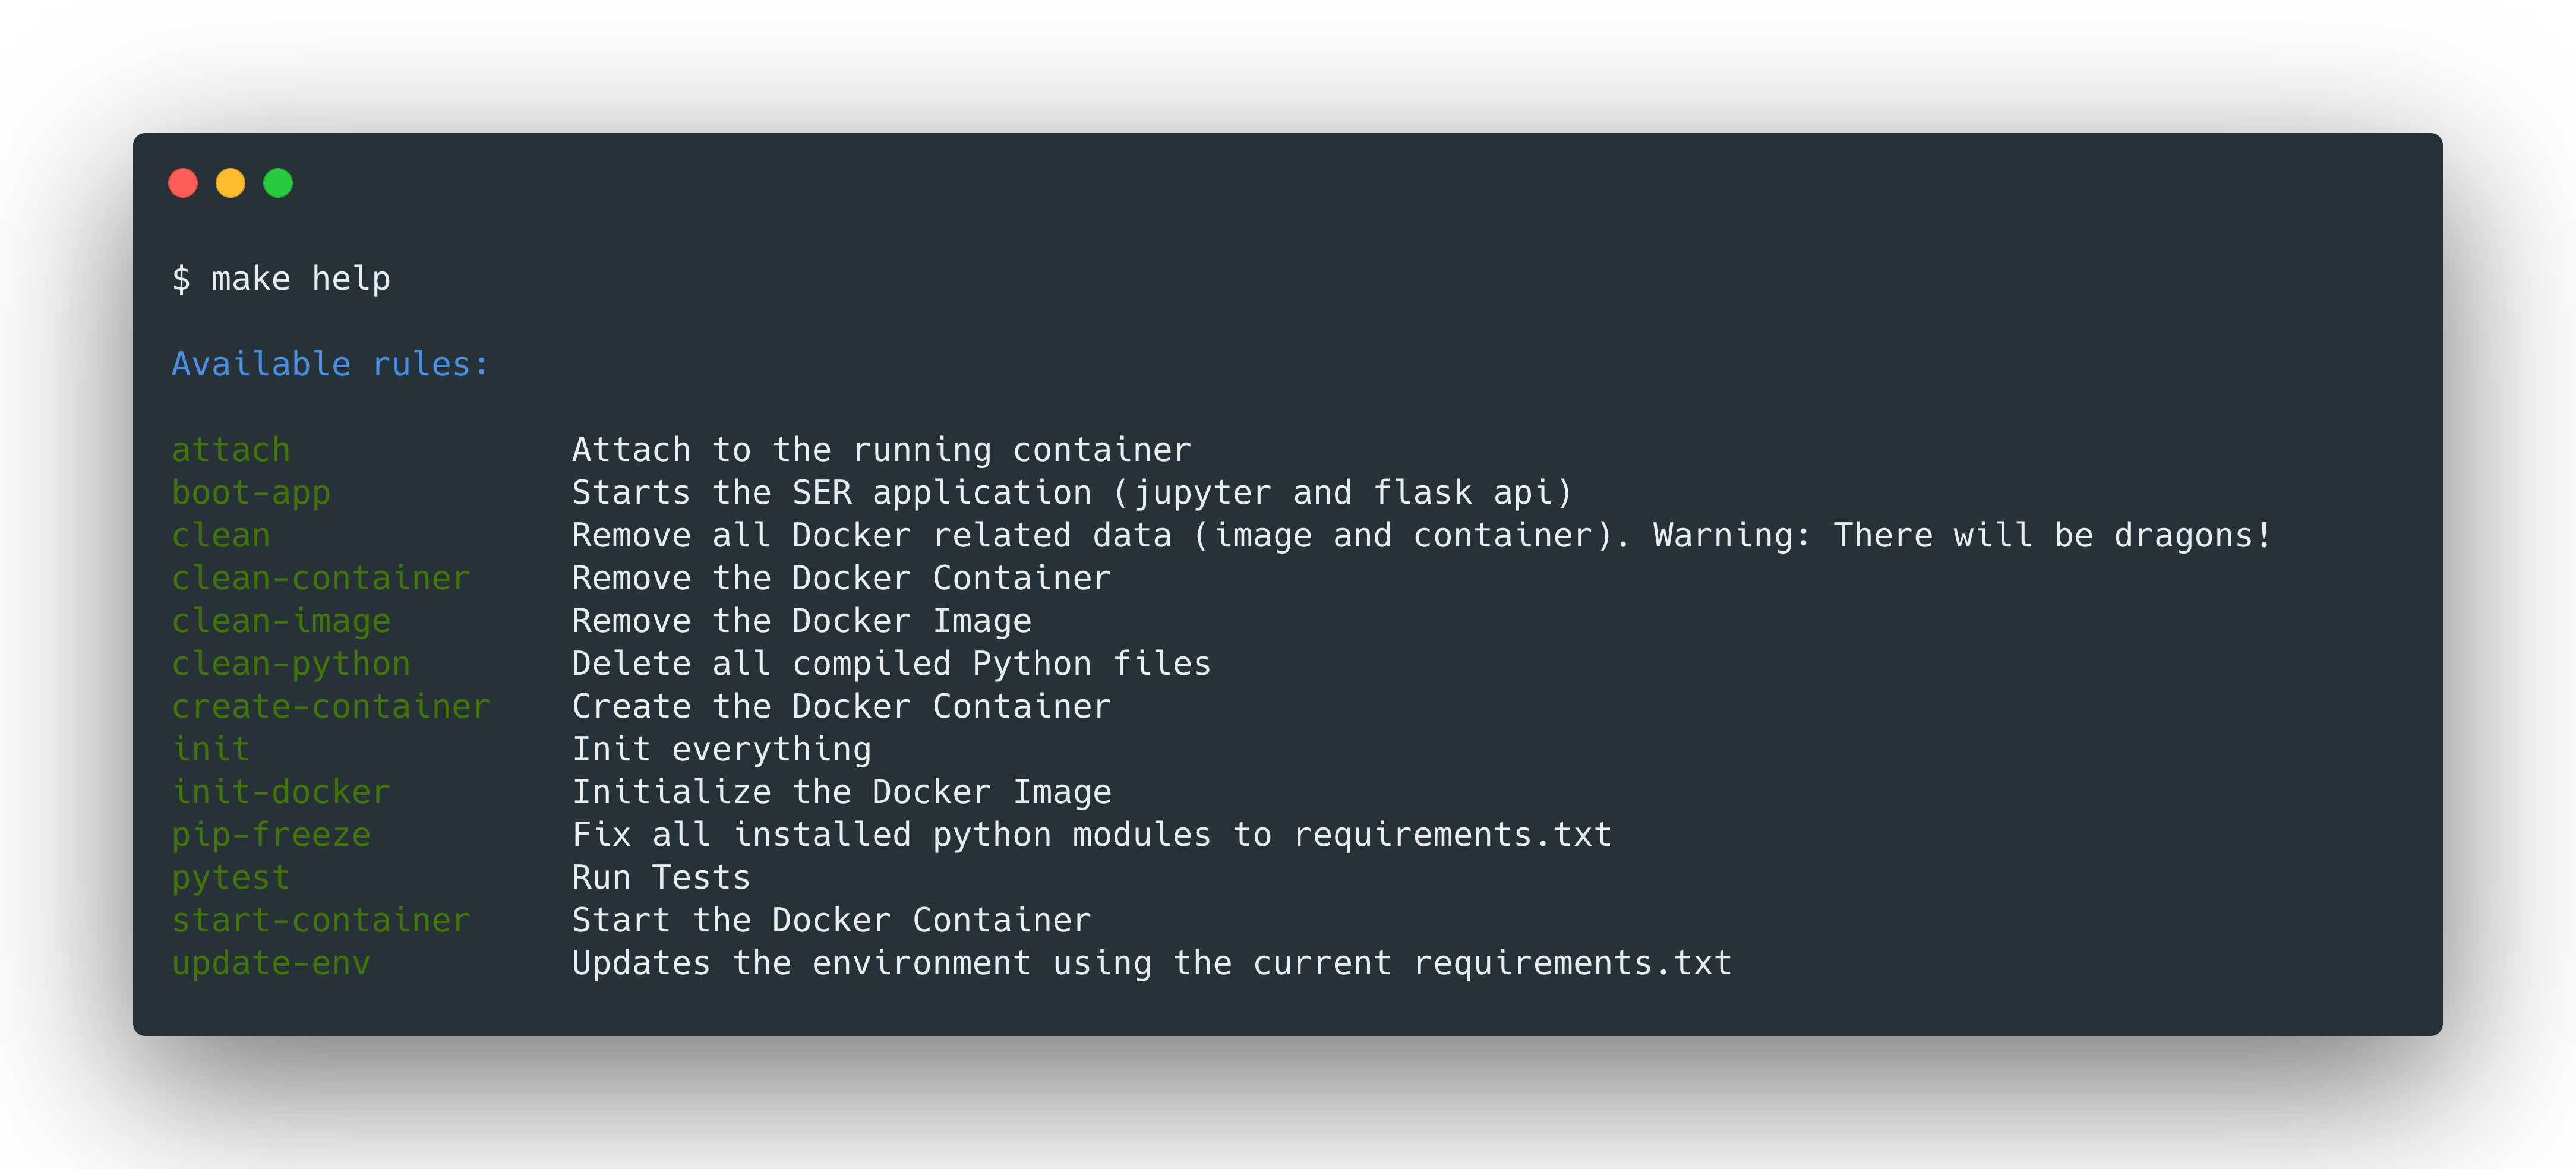 $ make help
Available rules:
attach Attach to the running container
boot-app Starts the SER application (jupyter and flask api)
clean Remove all Docker related data (image and container). Warning: There will be dragons!
clean-container Remove the Docker Container
clean-image Remove the Docker Image
clean-python Delete all compiled Python files
create-container Create the Docker Container
init Init everything
init-docker Initialize the Docker Image
pip-freeze Fix all installed python modules to requirements.txt
pytest Run Tests
start-container Start the Docker Container
update-env Updates the environment using the current requirements.txt